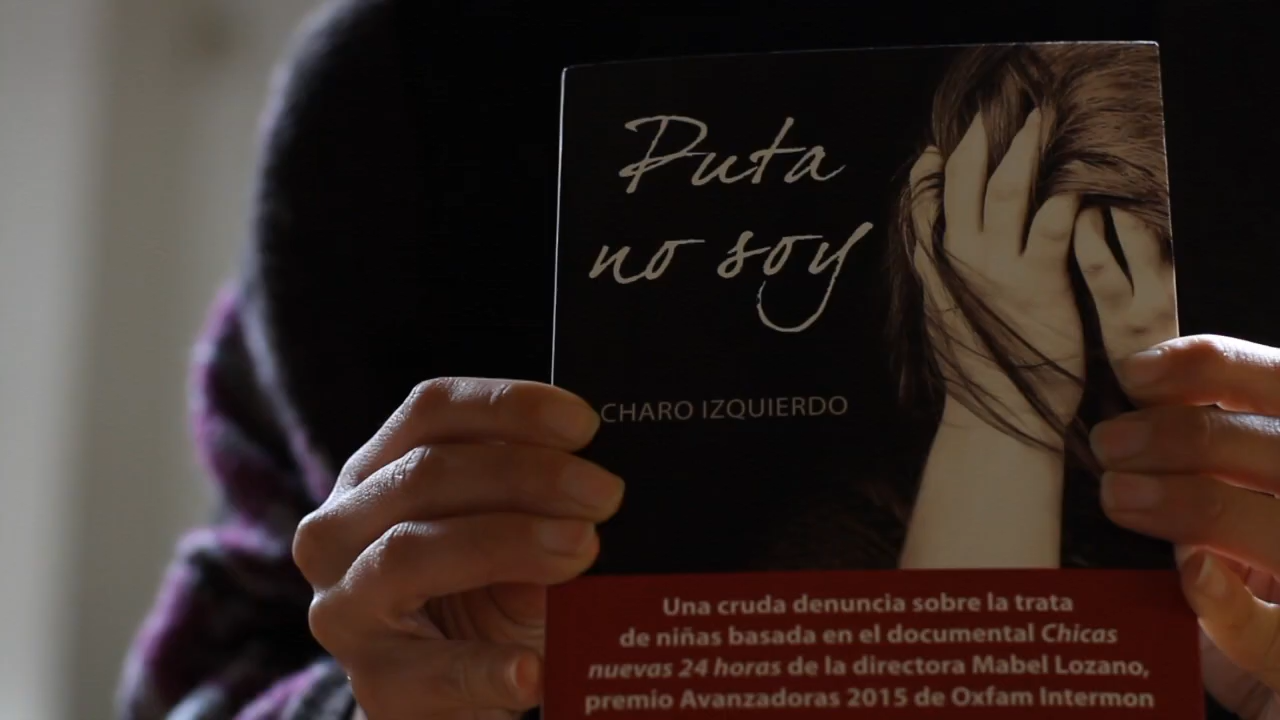 Puta
no soy
CHARO IZQUIERDO
Una cruda denuncia sobre la trata
de niñas basada en el documental Chicas
nuevas 24 horas de la directora Mabel Lozano,
premio Avanzadoras 2015 de Oxfam Intermon